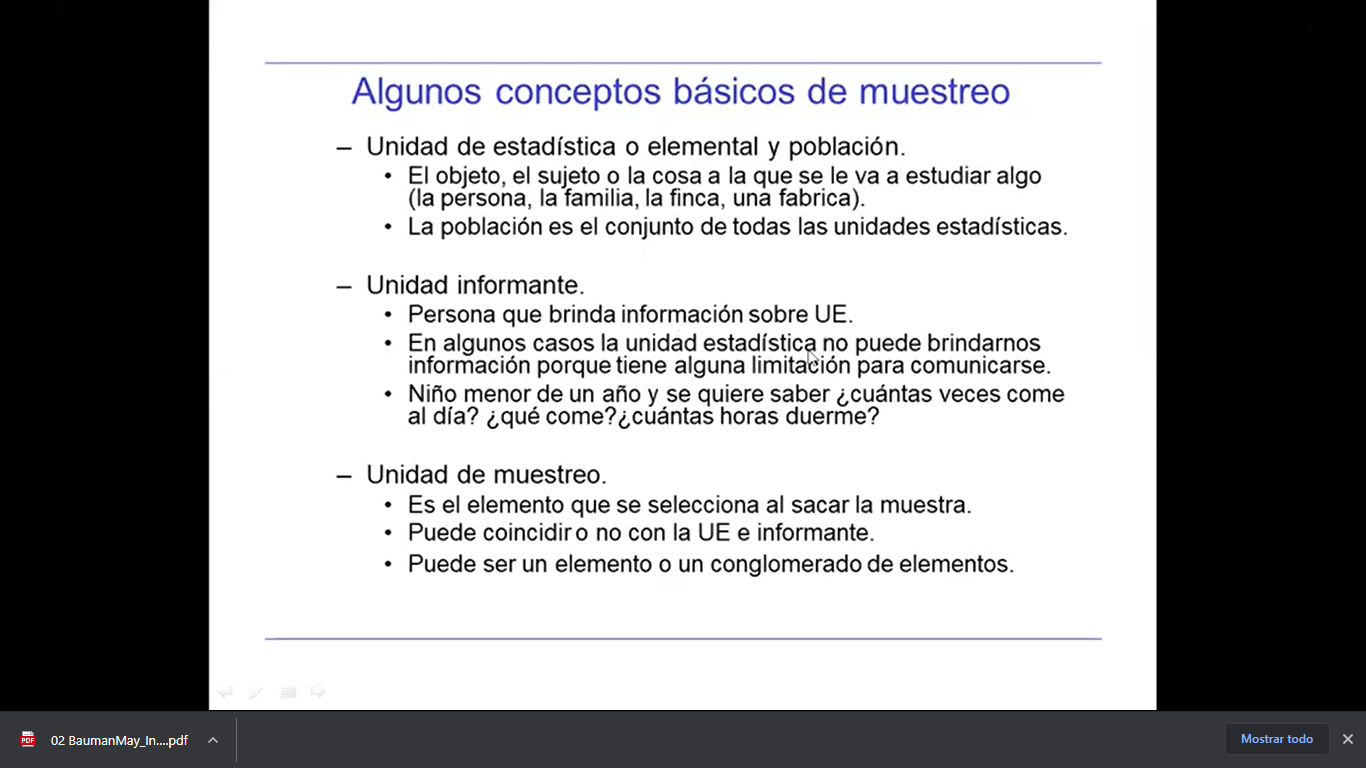 Algunos conceptos básicos de muestreo
– Unidad de estadística o elemental y población.
• El objeto, el sujeto o la cosa a la que se le va a estudiar algo
(la persona, la familia, la finca, una fabrica).
• La población es el conjunto de todas las unidades estadísticas.
– Unidad informante.
• Persona que brinda información sobre UE.
• En algunos casos la unidad estadística no puede brindarnos
información porque tiene alguna limitación para comunicarse.
• Niño menor de un año y se quiere saber ¿cuántas veces come
al día? ¿qué come?¿cuántas horas duerme?
– Unidad de muestreo.
• Es el elemento que se selecciona al sacar la muestra.
• Puede coincidir o no con la UE e informante.
• Puede ser un elemento o un conglomerado de elementos.
PDF
02 BaumanMay_In....pdf
Mostrar todo